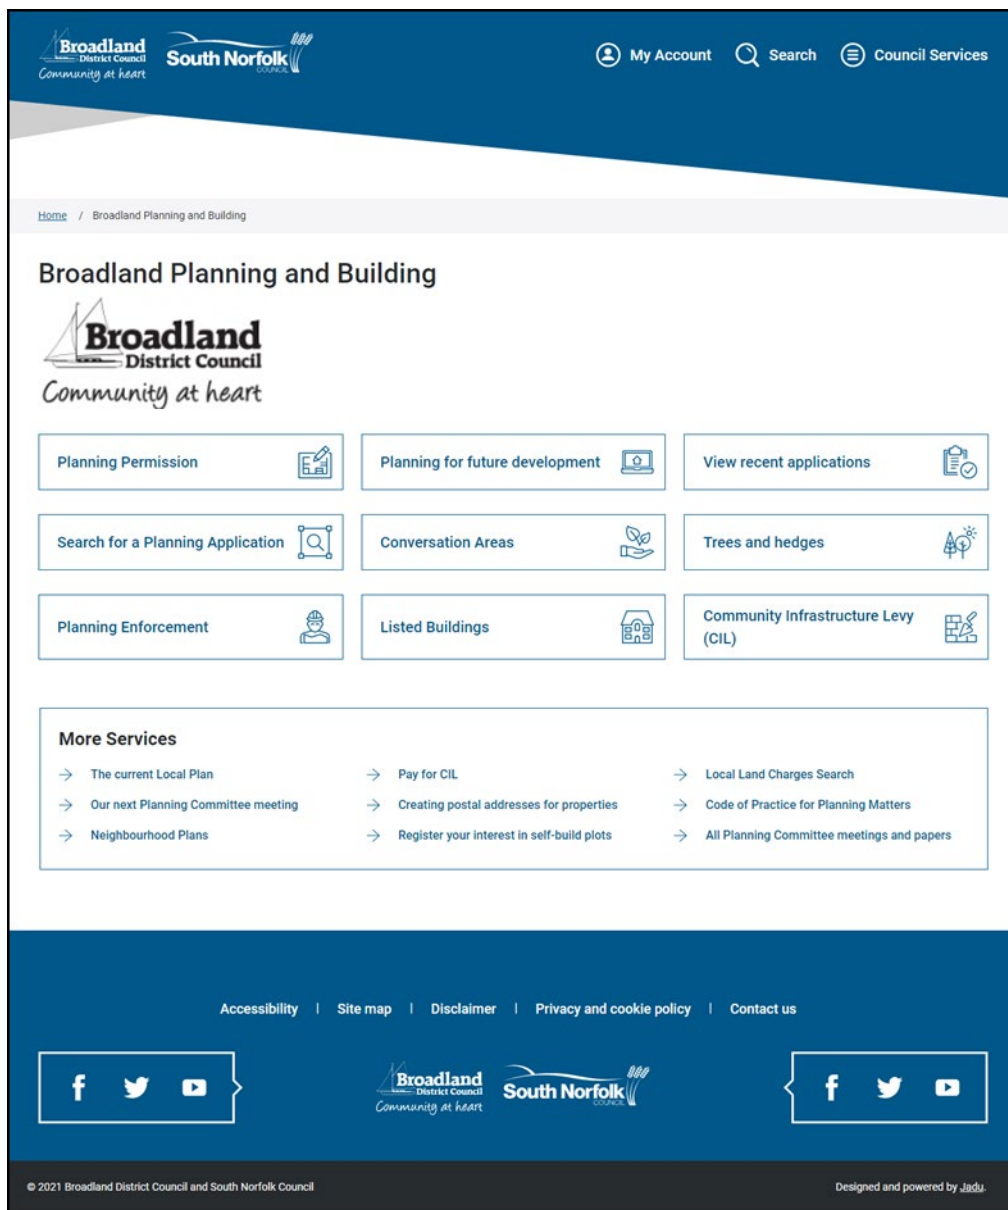 Broadland
District Council
Community at heart
South Norfolk
COUNCIL
My Account
Search
Council Services
Home / Broadland Planning and Building
Broadland Planning and Building
Broadland
District Council
Community at heart
Planning Permission
Planning for future development
View recent applications
Search for a Planning Application
Conversation Areas
Trees and hedges
Planning Enforcement
Listed Buildings
Community Infrastructure Levy
(CIL)
More Services
The current Local Plan
Pay for CIL
Local Land Charges Search
Our next Planning Committee meeting
Creating postal addresses for properties
Code of Practice for Planning Matters
Neighbourhood Plans
Register your interest in self-build plots
All Planning Committee meetings and papers
Accessibility | Site map | Disclaimer | Privacy and cookie policy | Contact us
Broadland
District Council
Community at heart
South Norfolk
COUNCIL
© 2021 Broadland District Council and South Norfolk Council
Designed and powered by Jadu.